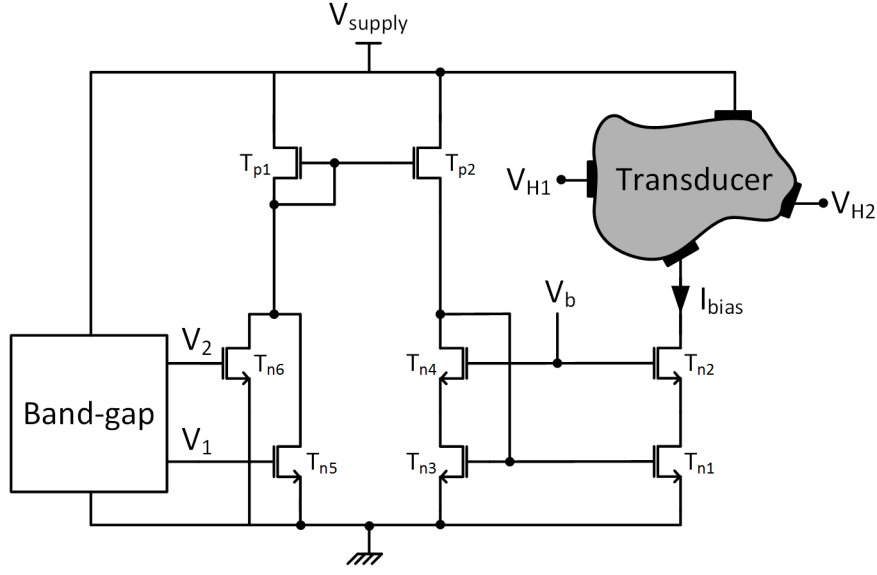 V_supply
T_p1
T_p2
V_H1
Transducer
V_H2
V_b
I_bias
V_2
T_n6
T_n4
T_n2
Band-gap
V_1
T_n5
T_n3
T_n1